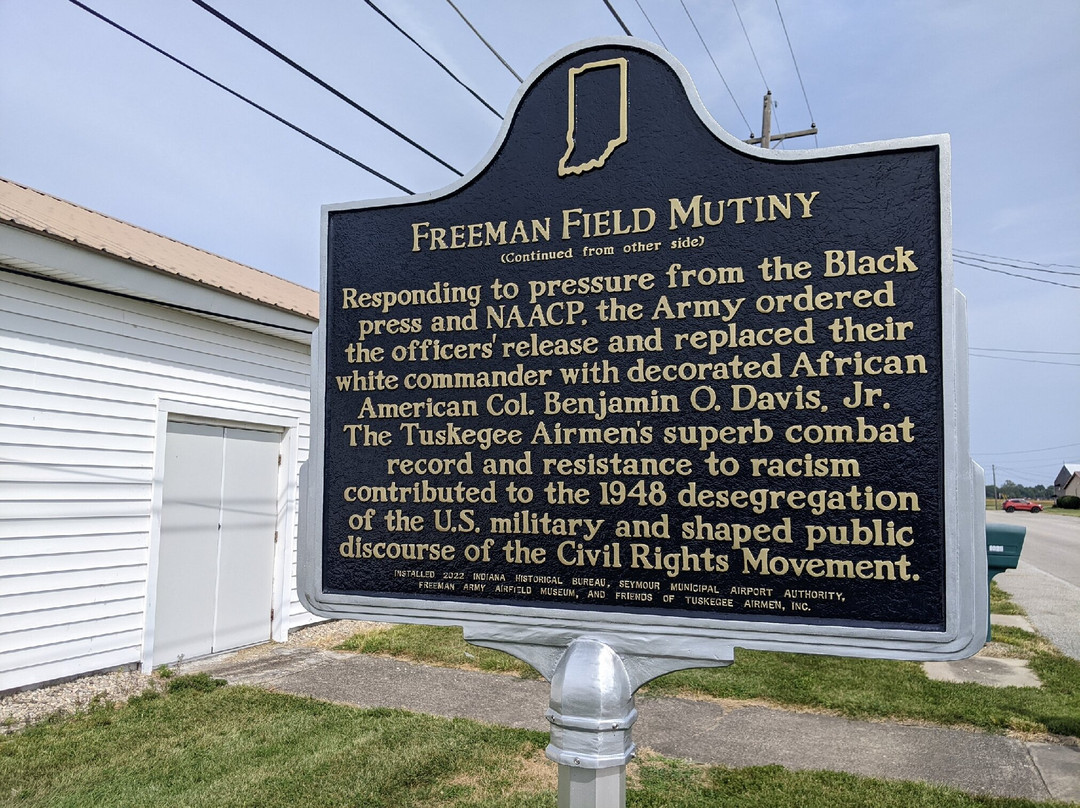 FREEMAN FIELD MUTINY
(Continued from other side)
Responding to pressure from the Black
press and NAACP, the Army ordered
the officers' release and replaced their
white commander with decorated African
American Col. Benjamin O. Davis, Jr.
The Tuskegee Airmen's superb combat
record and resistance to racism
contributed to the 1948 desegregation
of the U.S. military and shaped public
discourse of the Civil Rights Movement.
INSTALLED 2022 INDIANA HISTORICAL BUREAU, SEYMOUR MUNICIPAL AIRPORT AUTHORITY,
FREEMAN ARMY AIRFIELD MUSEUM, AND FRIENDS OF TUSKEGEE AIRMEN, INC.